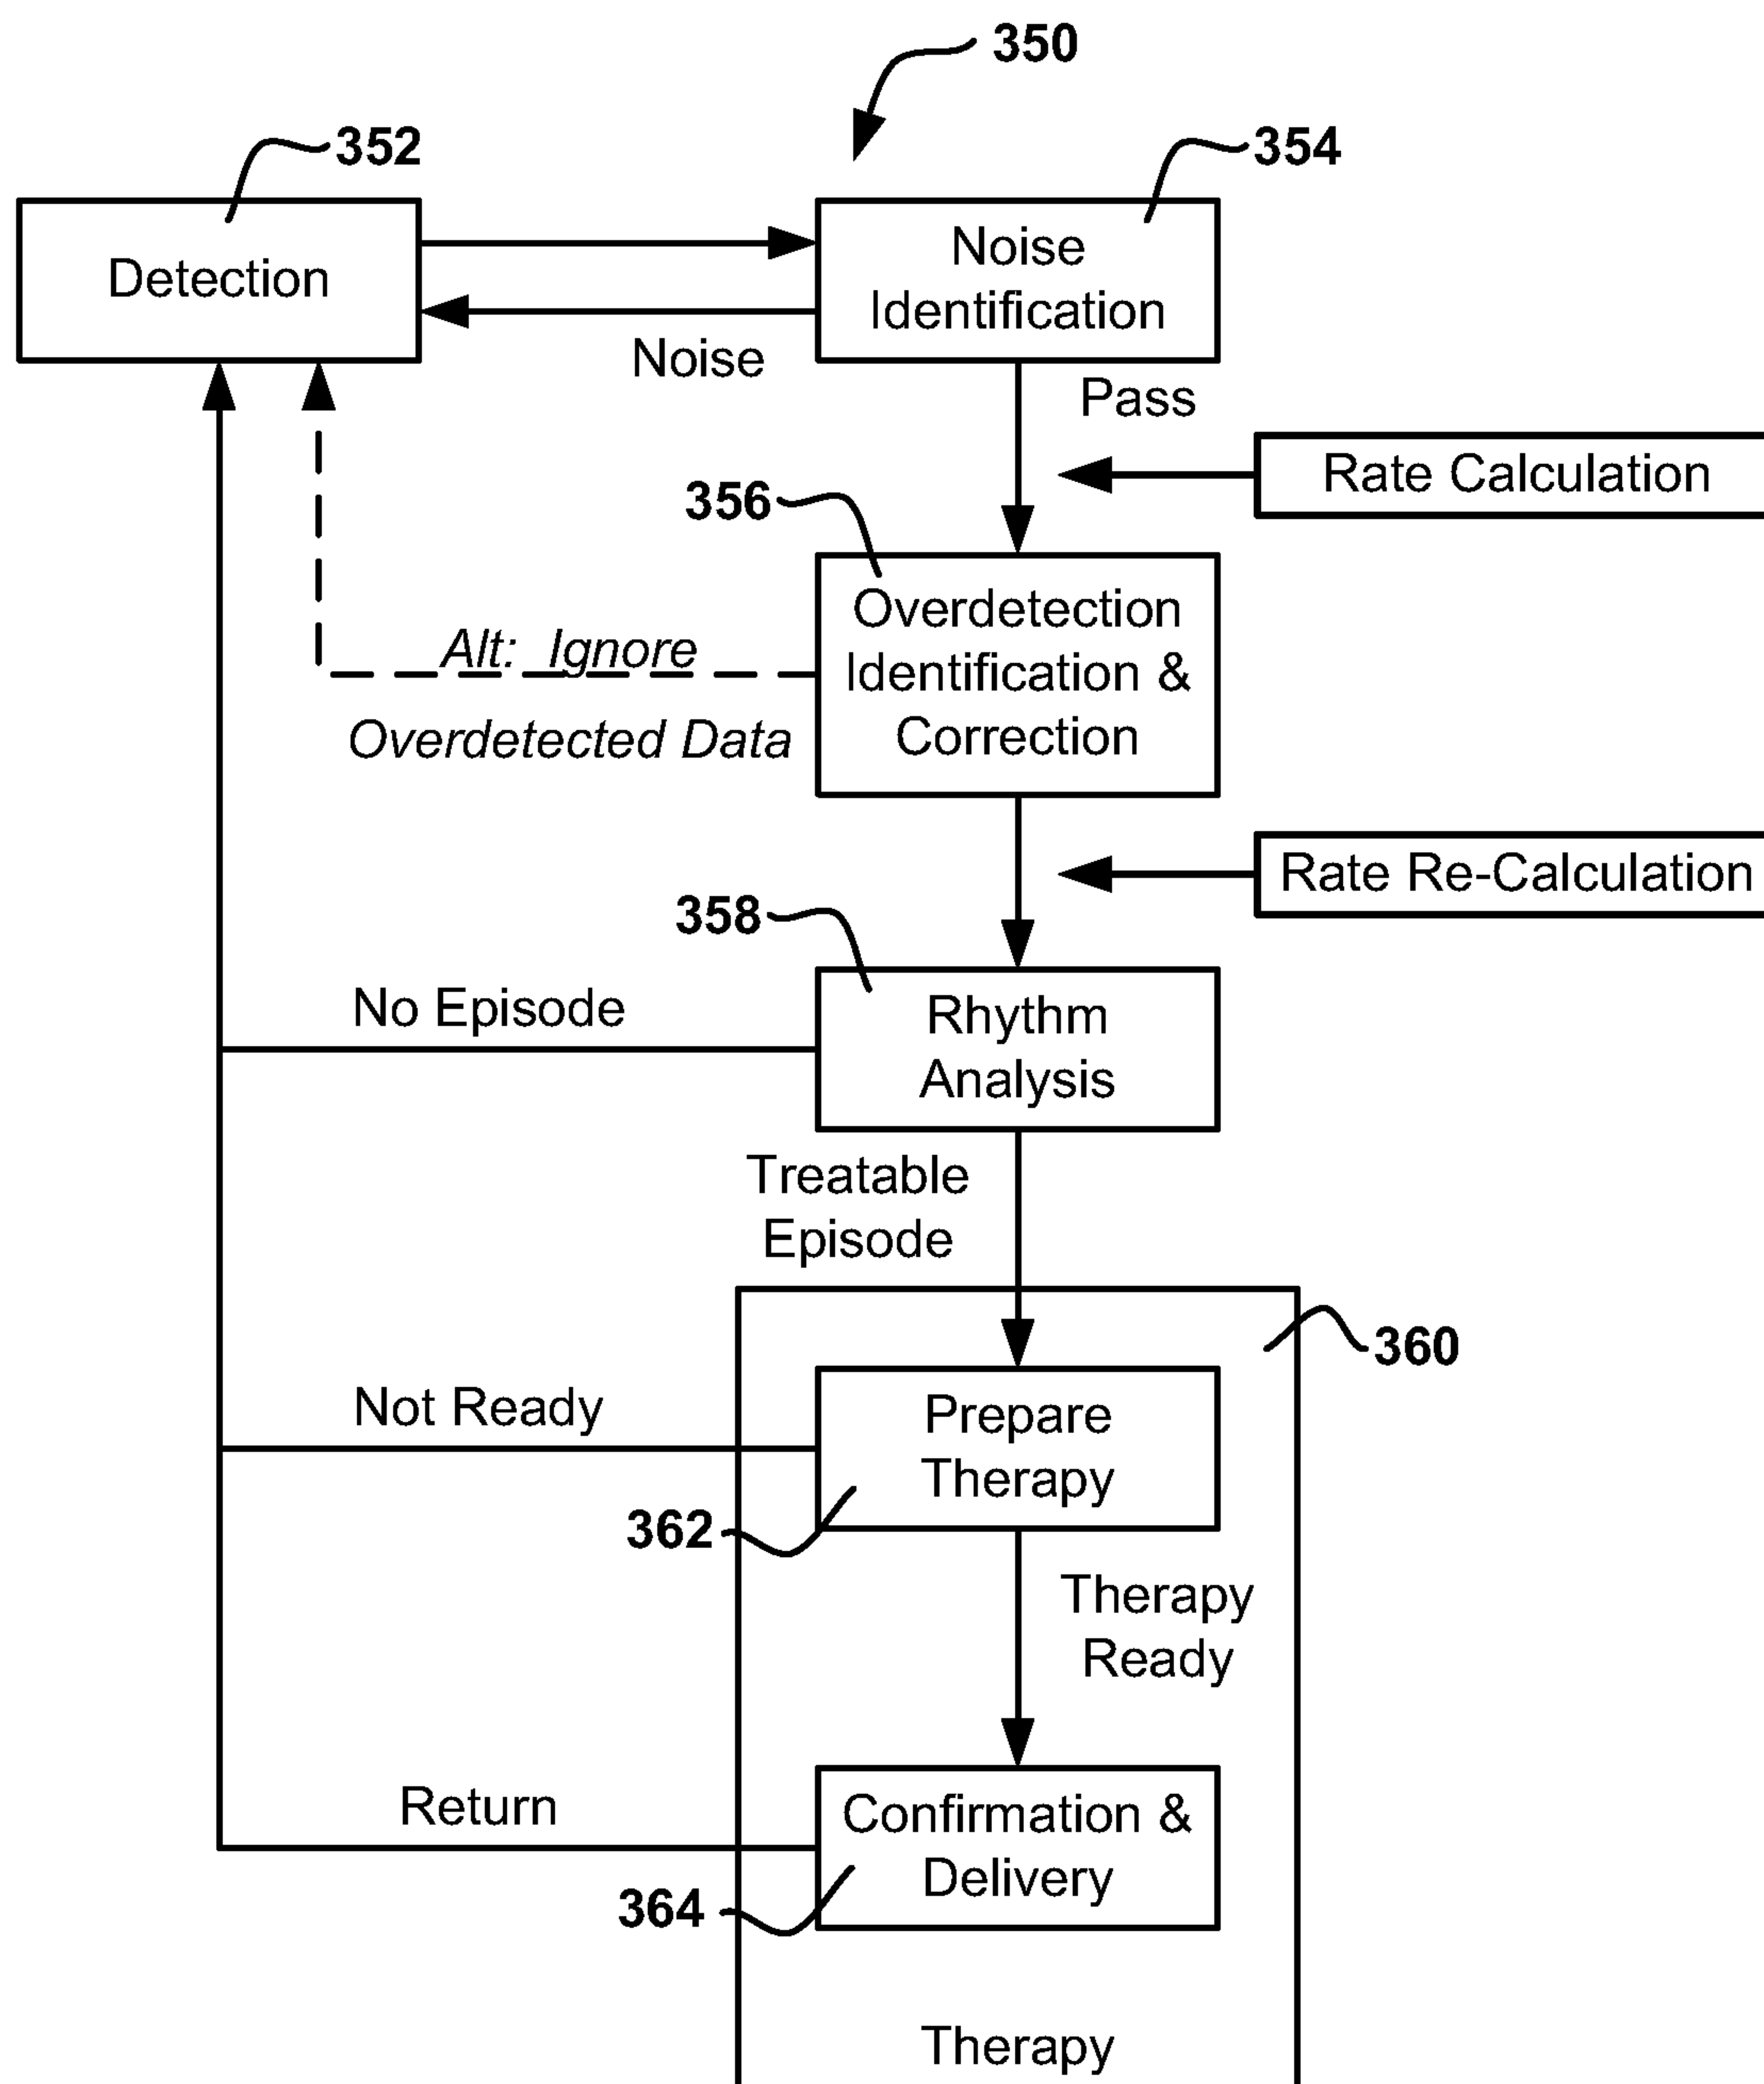 350
352
354
Detection
Noise
Identification
Noise
Pass
Rate Calculation
356
Overdetection
Identification &
Correction
Alt: Ignore
Overdetected Data
Rate Re-Calculation
358
Rhythm
Analysis
No Episode
Treatable
Episode
360
Prepare
Therapy
Not Ready
362
Therapy
Ready
Confirmation &
Delivery
Return
364
Therapy